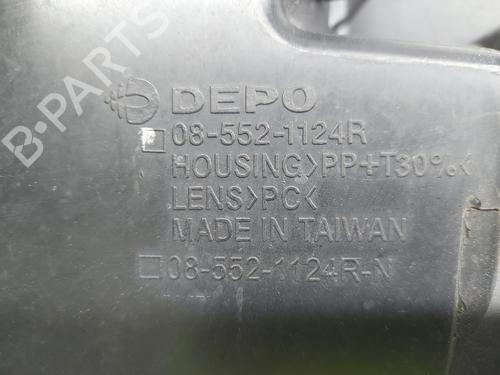 B-PARTS
DEPO
08-552-1124R
HOUSING>PP+T30%<
LENS>PC<
MADE IN TAIWAN
08-552-1124R-N